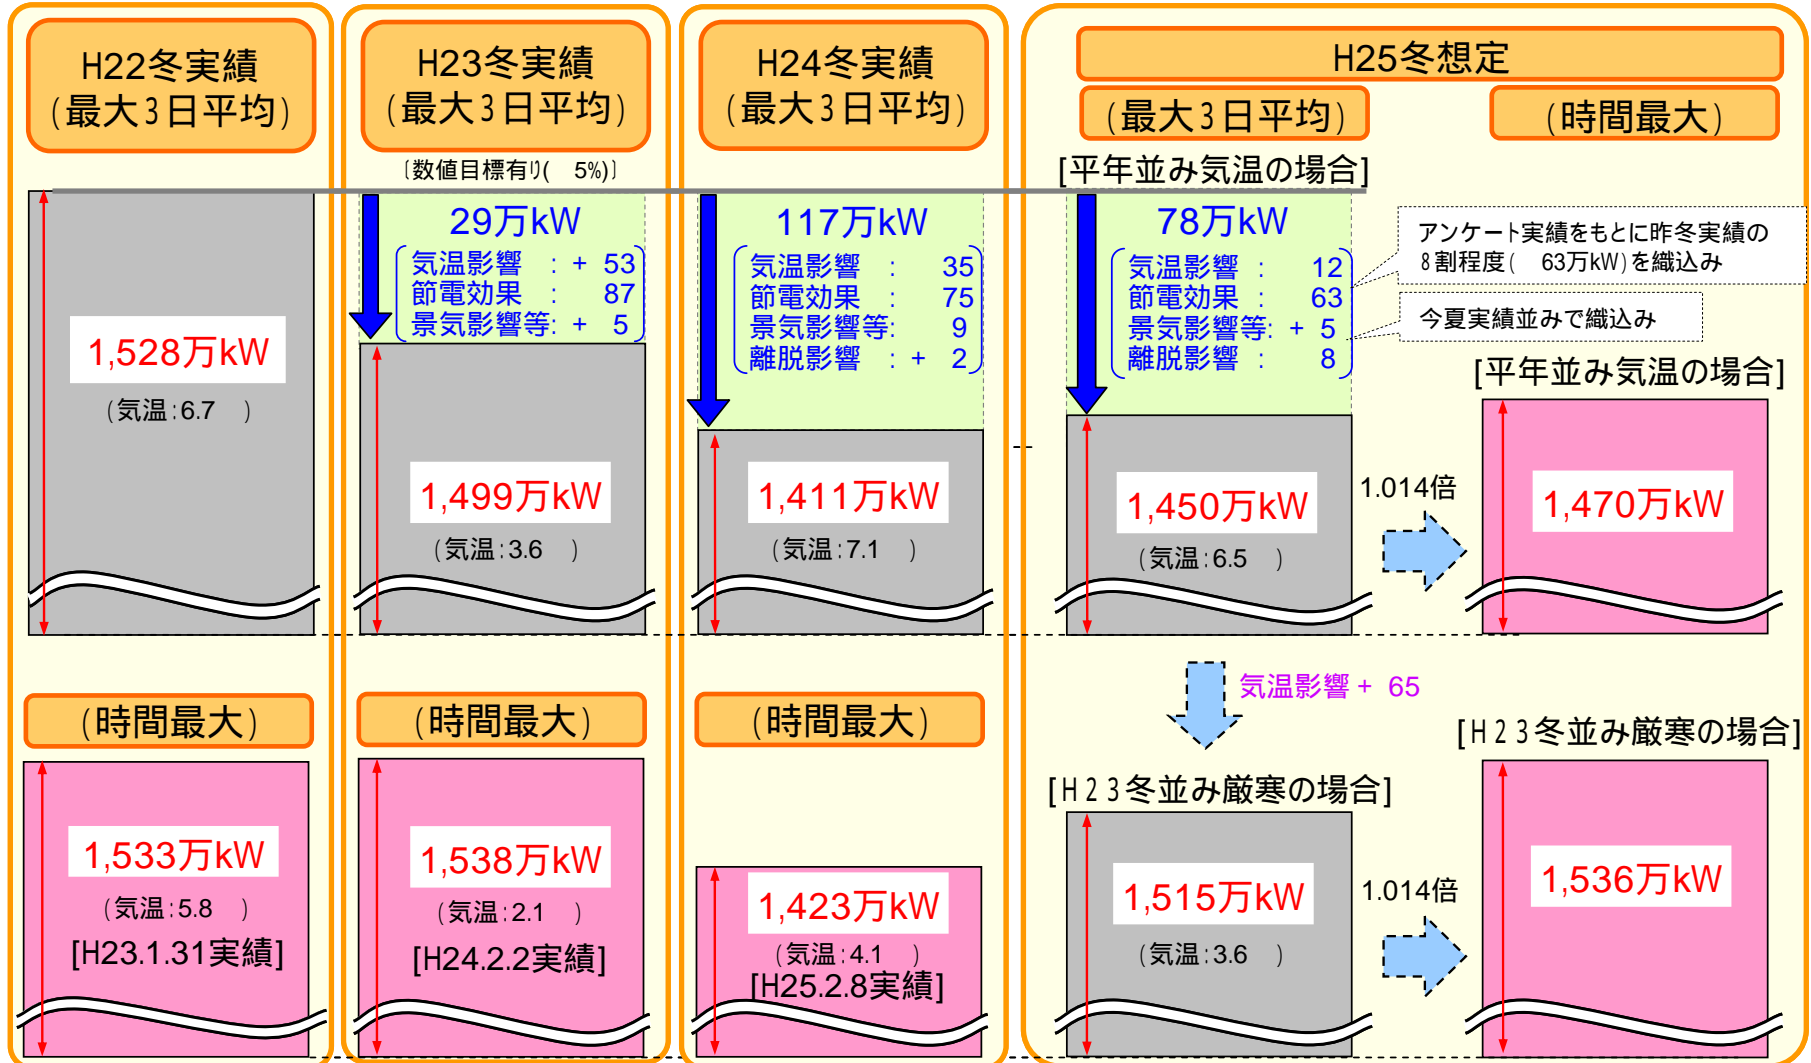 H22冬実績
(最大3日平均)
1,528万kW
(気温:6.7　)
(時間最大)
1,533万kW
(気温:5.8　)
[H23.1.31実績]
H23冬実績
(最大3日平均)
[数値目標有り(　5%)]
29万kW
気温影響 : + 53
節電効果 : 87
景気影響等: + 5
1,499万kW
(気温:3.6　)
(時間最大)
1,538万kW
(気温:2.1　)
[H24.2.2実績]
H24冬実績
(最大3日平均)
117万kW
気温影響 : 35
節電効果 : 75
景気影響等: 9
離脱影響 : + 2
1,411万kW
(気温:7.1　)
(時間最大)
1,423万kW
(気温:4.1　)
[H25.2.8実績]
H25冬想定
(最大3日平均)
[平年並み気温の場合]
78万kW
気温影響 : 12
節電効果 : 63
景気影響等: + 5
離脱影響 : 8
アンケート実績をもとに昨冬実績の
8割程度(　63万kW)を織込み
今夏実績並みで織込み
1,450万kW
(気温:6.5　)
1.014倍
(時間最大)
[平年並み気温の場合]
1,470万kW
気温影響 + 65
[H23冬並み厳寒の場合]
1,515万kW
(気温:3.6　)
1.014倍
[H23冬並み厳寒の場合]
1,536万kW